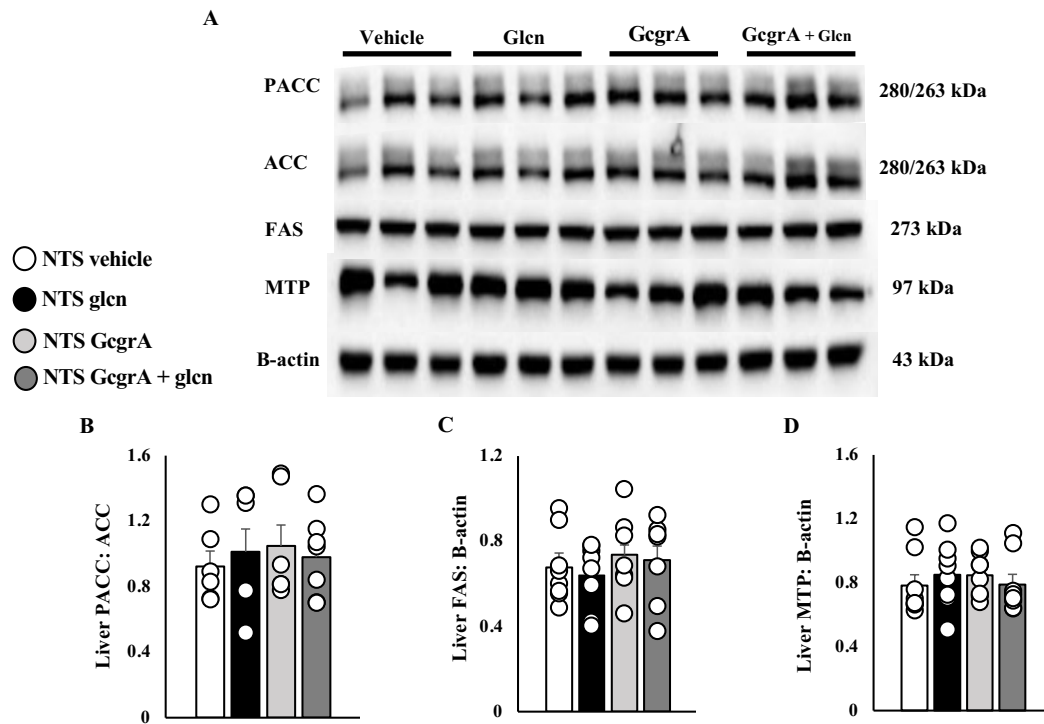 A
Vehicle Glcn GcgrA GcgrA + Glcn
PACC 280/263 kDa
ACC 280/263 kDa
FAS 273 kDa
MTP 97 kDa
B-actin 43 kDa
NTS vehicle
NTS glcn
NTS GcgrA
NTS GcgrA + glcn
B
Liver PACC: ACC
1.6
1.2
0.8
0.4
0
C
Liver FAS: B-actin
1.2
0.8
0.4
0
D
Liver MTP: B-actin
1.6
1.2
0.8
0.4
0